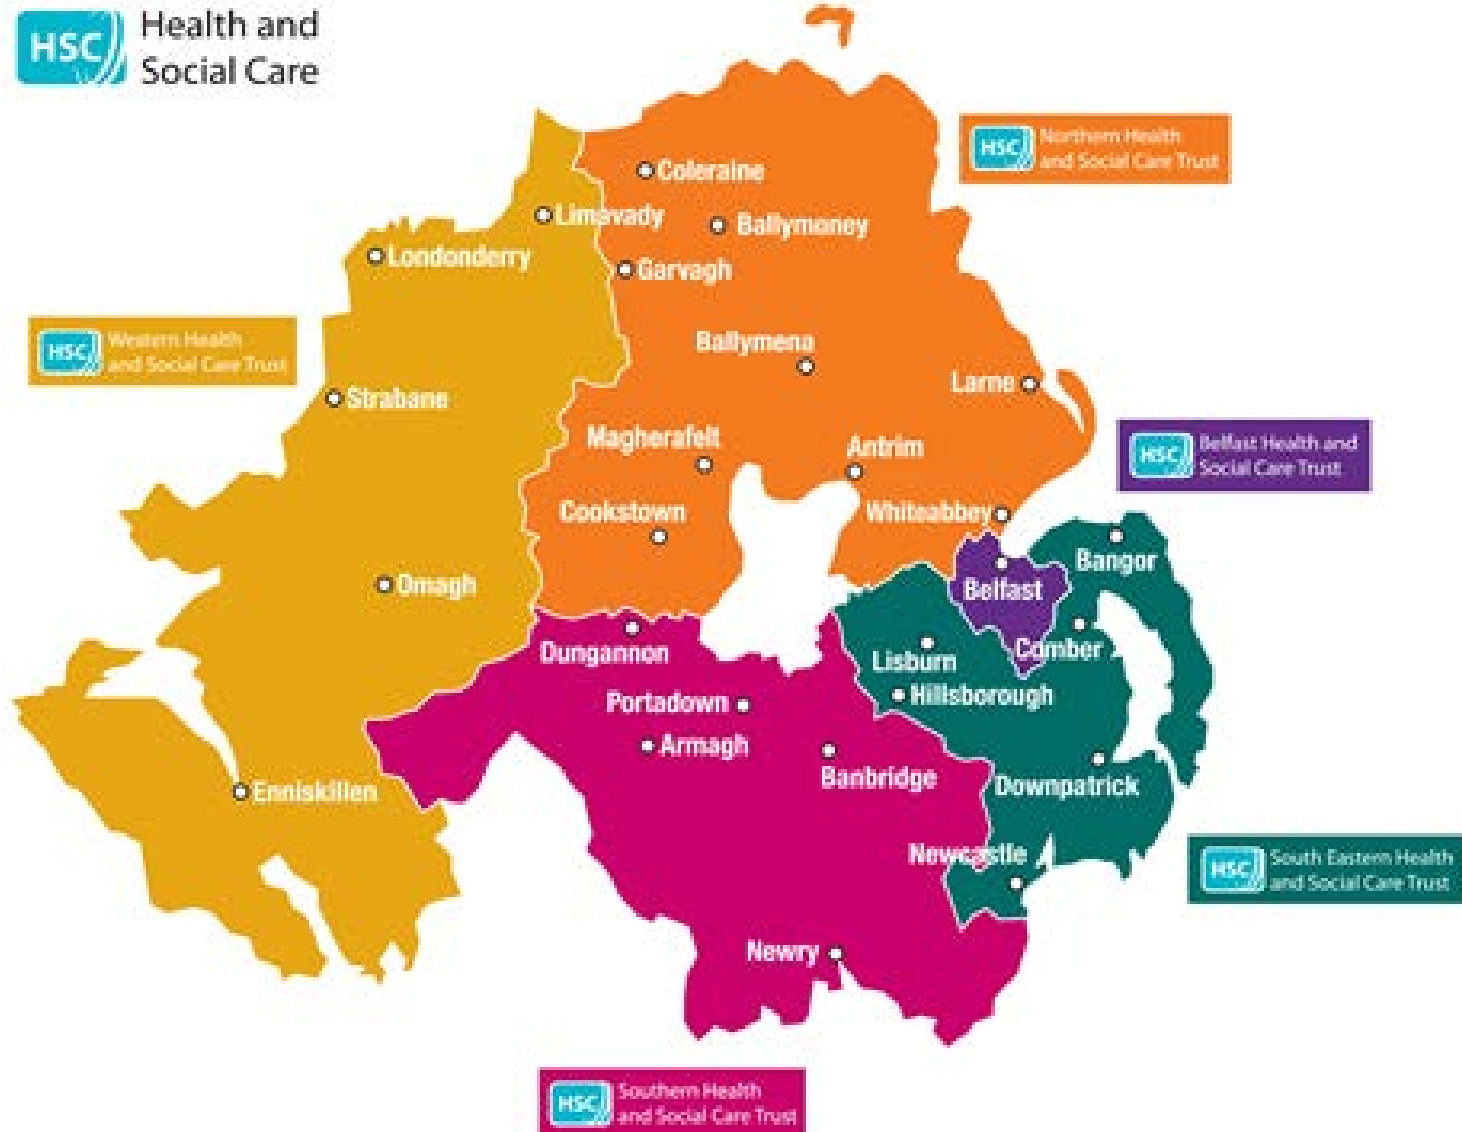 HSC
Health and
Social Care
HSC
Northern Health
and Social Care Trust
Coleraine
Limavady
Ballymoney
Londonderry
Garvagh
HSC
Western Health
and Social Care Trust
Ballymena
Larne
Strabane
Magherafelt
Antrim
HSC
Belfast Health and
Social Care Trust
Cookstown
Whiteabbey
Bangor
Omagh
Belfast
Dungannon
Lisburn
Comber
Hillsborough
Portadown
Armagh
Banbridge
Downpatrick
Enniskillen
Newcastle
HSC
South Eastern Health
and Social Care Trust
Newry
HSC
Southern Health
and Social Care Trust